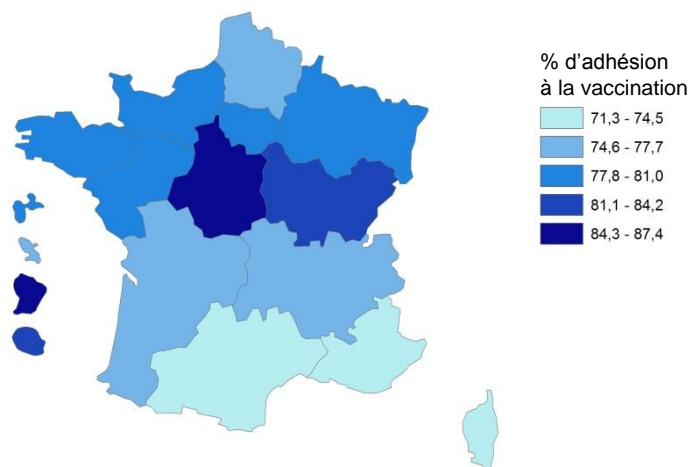 % d’adhésion
à la vaccination
71,3 - 74,5
74,6 - 77,7
77,8 - 81,0
81,1 - 84,2
84,3 - 87,4